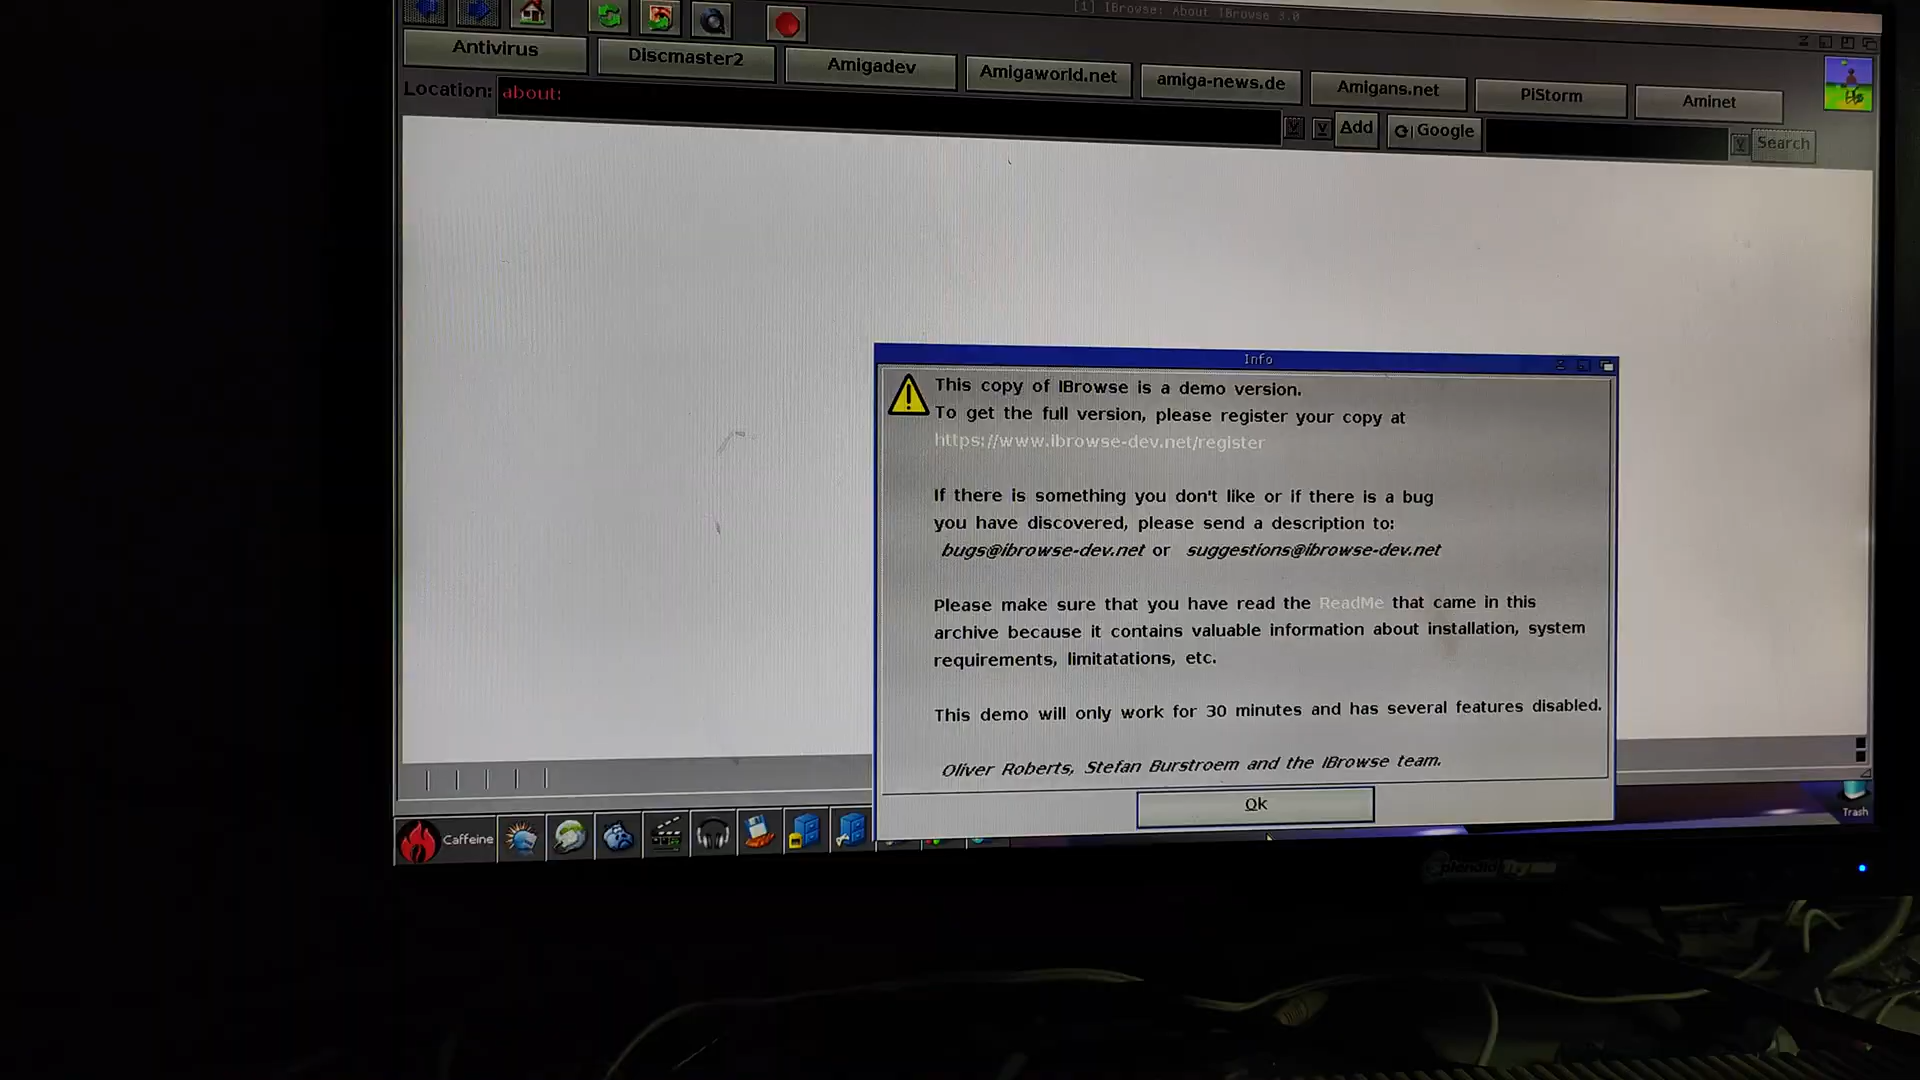 [1] IBrowse: About IBrowse 3.0
Antivirus
Discmaster2
Amigadev
Amigaworld.net
amiga-news.de
Amigans.net
PiStorm
Aminet
Location: about:
Add
G| Google
Search
Info
This copy of IBrowse is a demo version.
To get the full version, please register your copy at
https://www.ibrowse-dev.net/register
If there is something you don't like or if there is a bug
you have discovered, please send a description to:
bugs@ibrowse-dev.net or suggestions@ibrowse-dev.net
Please make sure that you have read the ReadMe that came in this
archive because it contains valuable information about installation, system
requirements, limitatations, etc.
This demo will only work for 30 minutes and has several features disabled.
Oliver Roberts, Stefan Burstroem and the IBrowse team.
Ok
Caffeine
Trash